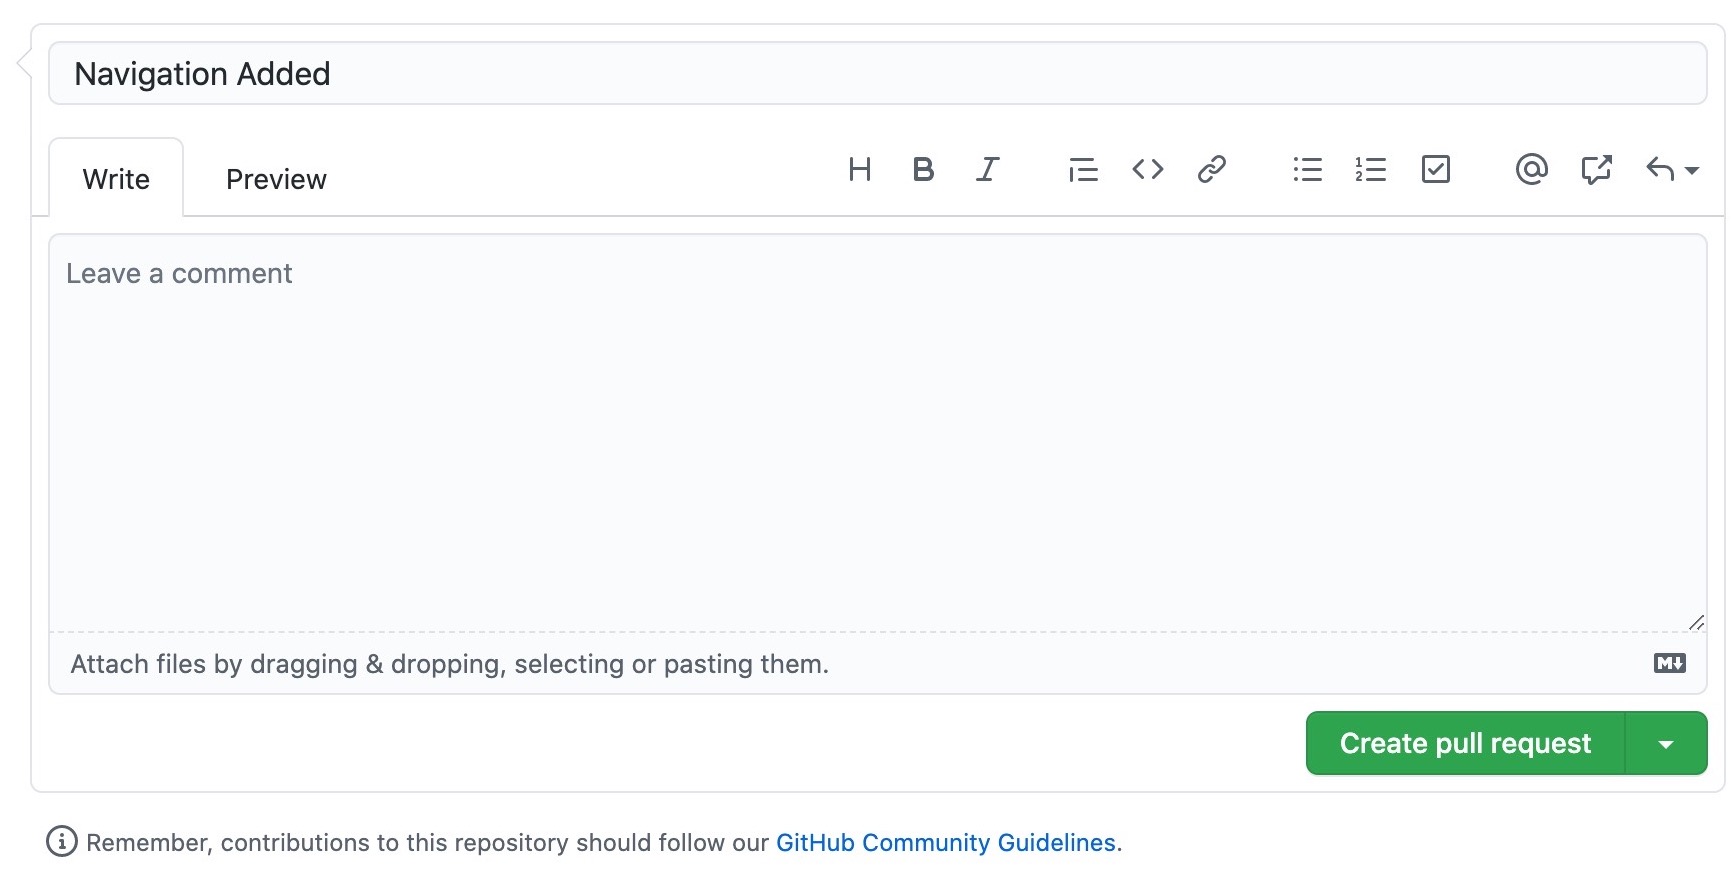 Navigation Added
Write Preview H B I
Leave a comment
Attach files by dragging & dropping, selecting or pasting them.
M
Create pull request
Remember, contributions to this repository should follow our GitHub Community Guidelines.